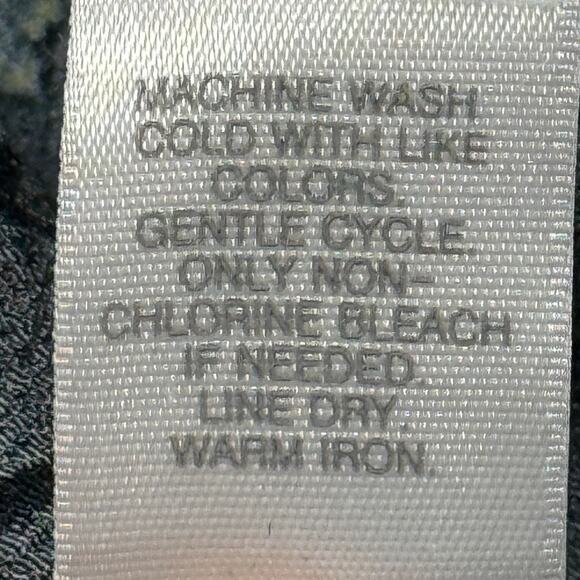 MACHINE WASH
COLD WITH LIKE
COLORS.
GENTLE CYCLE.
ONLY NON-
CHLORINE BLEACH
IF NEEDED.
LINE DRY.
WARM IRON.